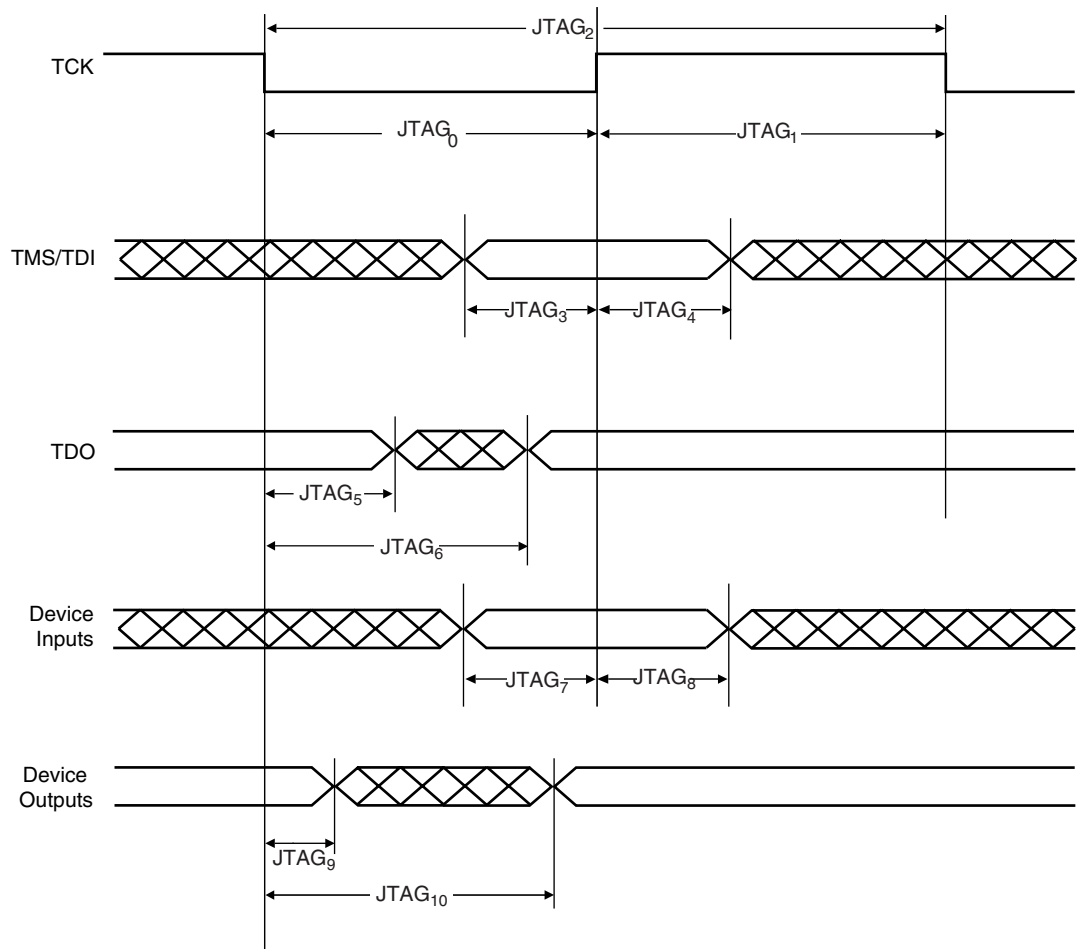 JTAG₂
TCK
JTAG₀
JTAG₁
TMS/TDI
JTAG₃
JTAG₄
TDO
JTAG₅
JTAG₆
Device
Inputs
JTAG₇
JTAG₈
Device
Outputs
JTAG₉
JTAG₁₀